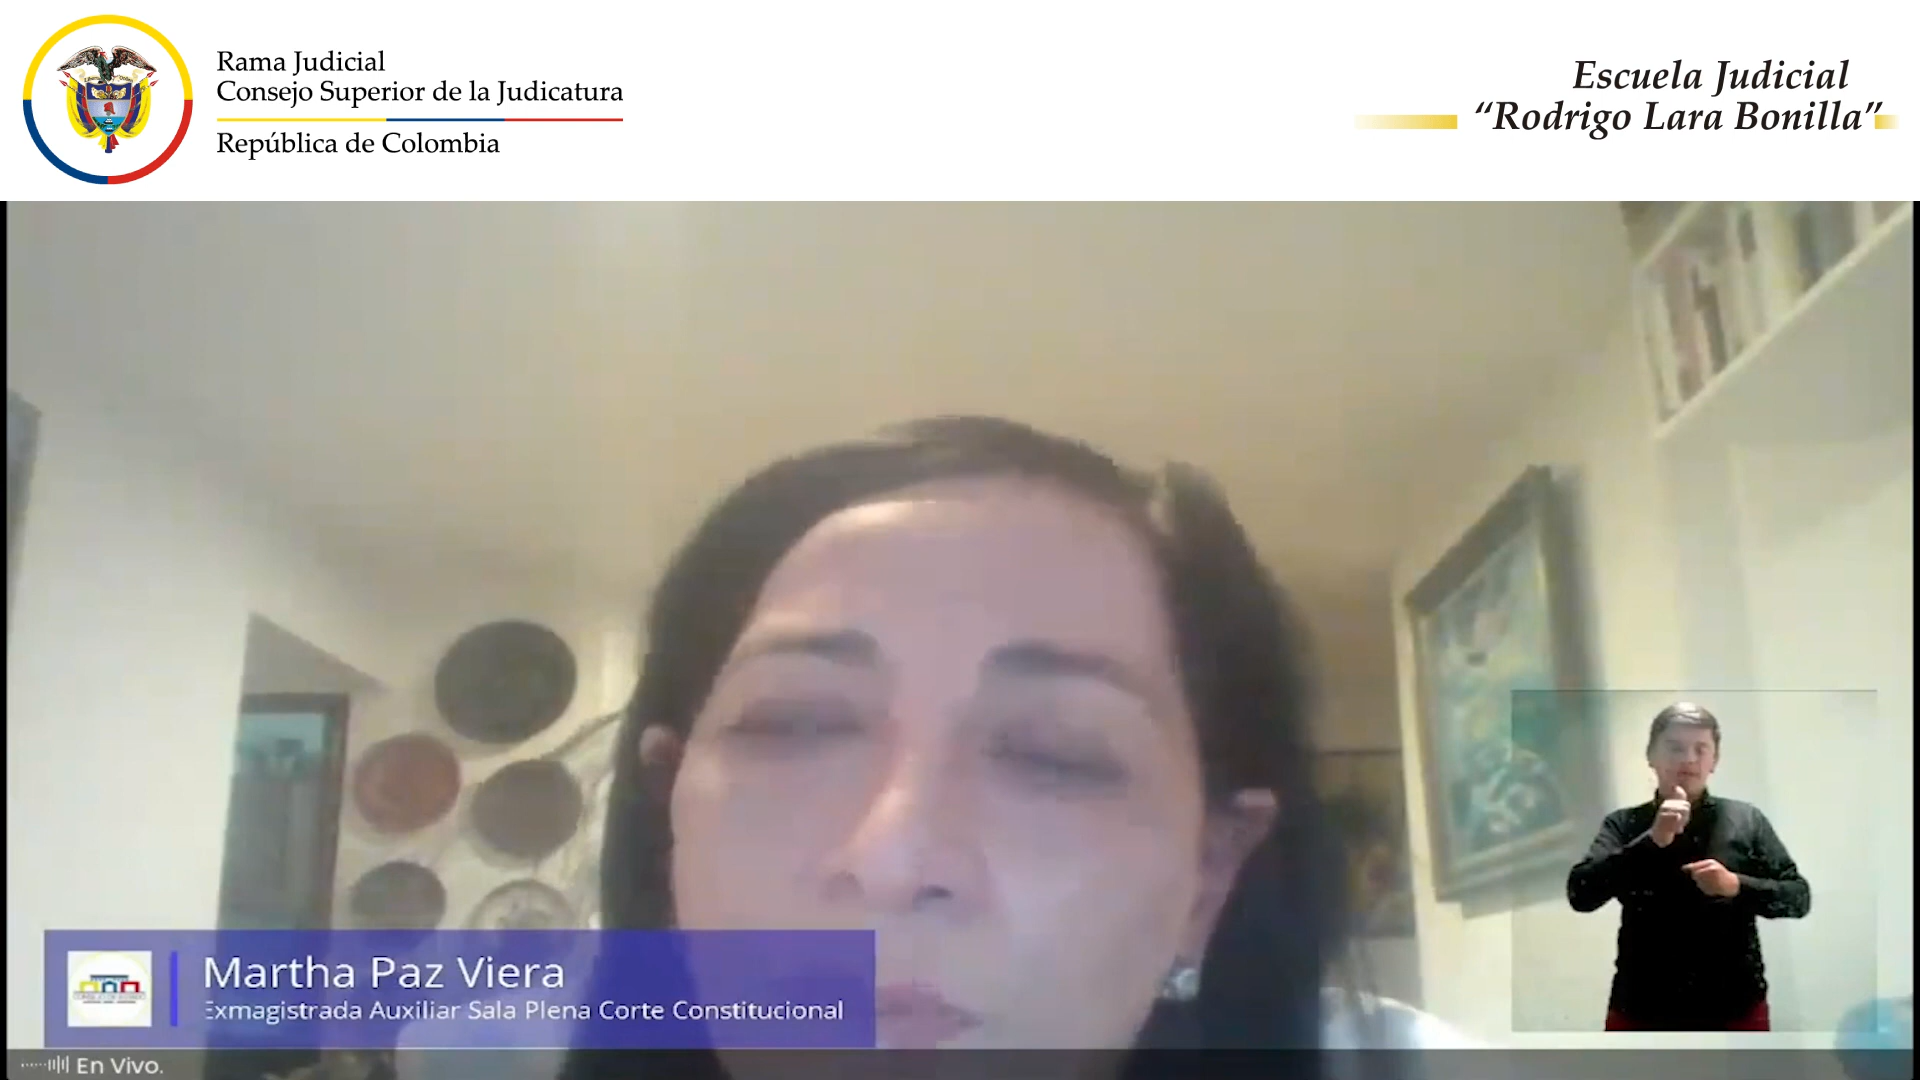 Rama Judicial
Consejo Superior de la Judicatura
República de Colombia
Escuela Judicial
“Rodrigo Lara Bonilla”
Martha Paz Viera
Exmagistrada Auxiliar Sala Plena Corte Constitucional
En Vivo.